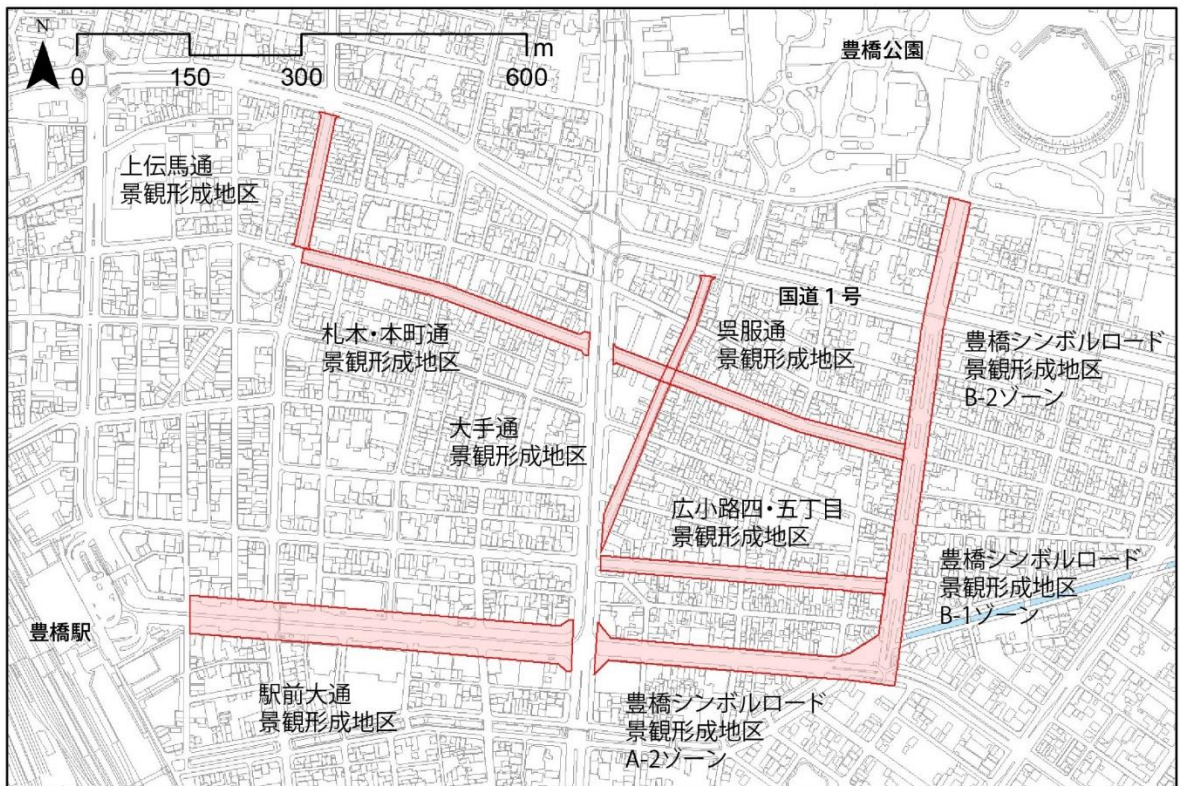 N
0
150
300
600
m
豊橋公園
上伝馬通
景観形成地区
国道1号
呉服通
景観形成地区
札木・本町通
景観形成地区
豊橋シンボルロード
景観形成地区
B-2ゾーン
大手通
景観形成地区
広小路四・五丁目
景観形成地区
豊橋シンボルロード
景観形成地区
B-1ゾーン
豊橋駅
駅前大通
景観形成地区
豊橋シンボルロード
景観形成地区
A-2ゾーン